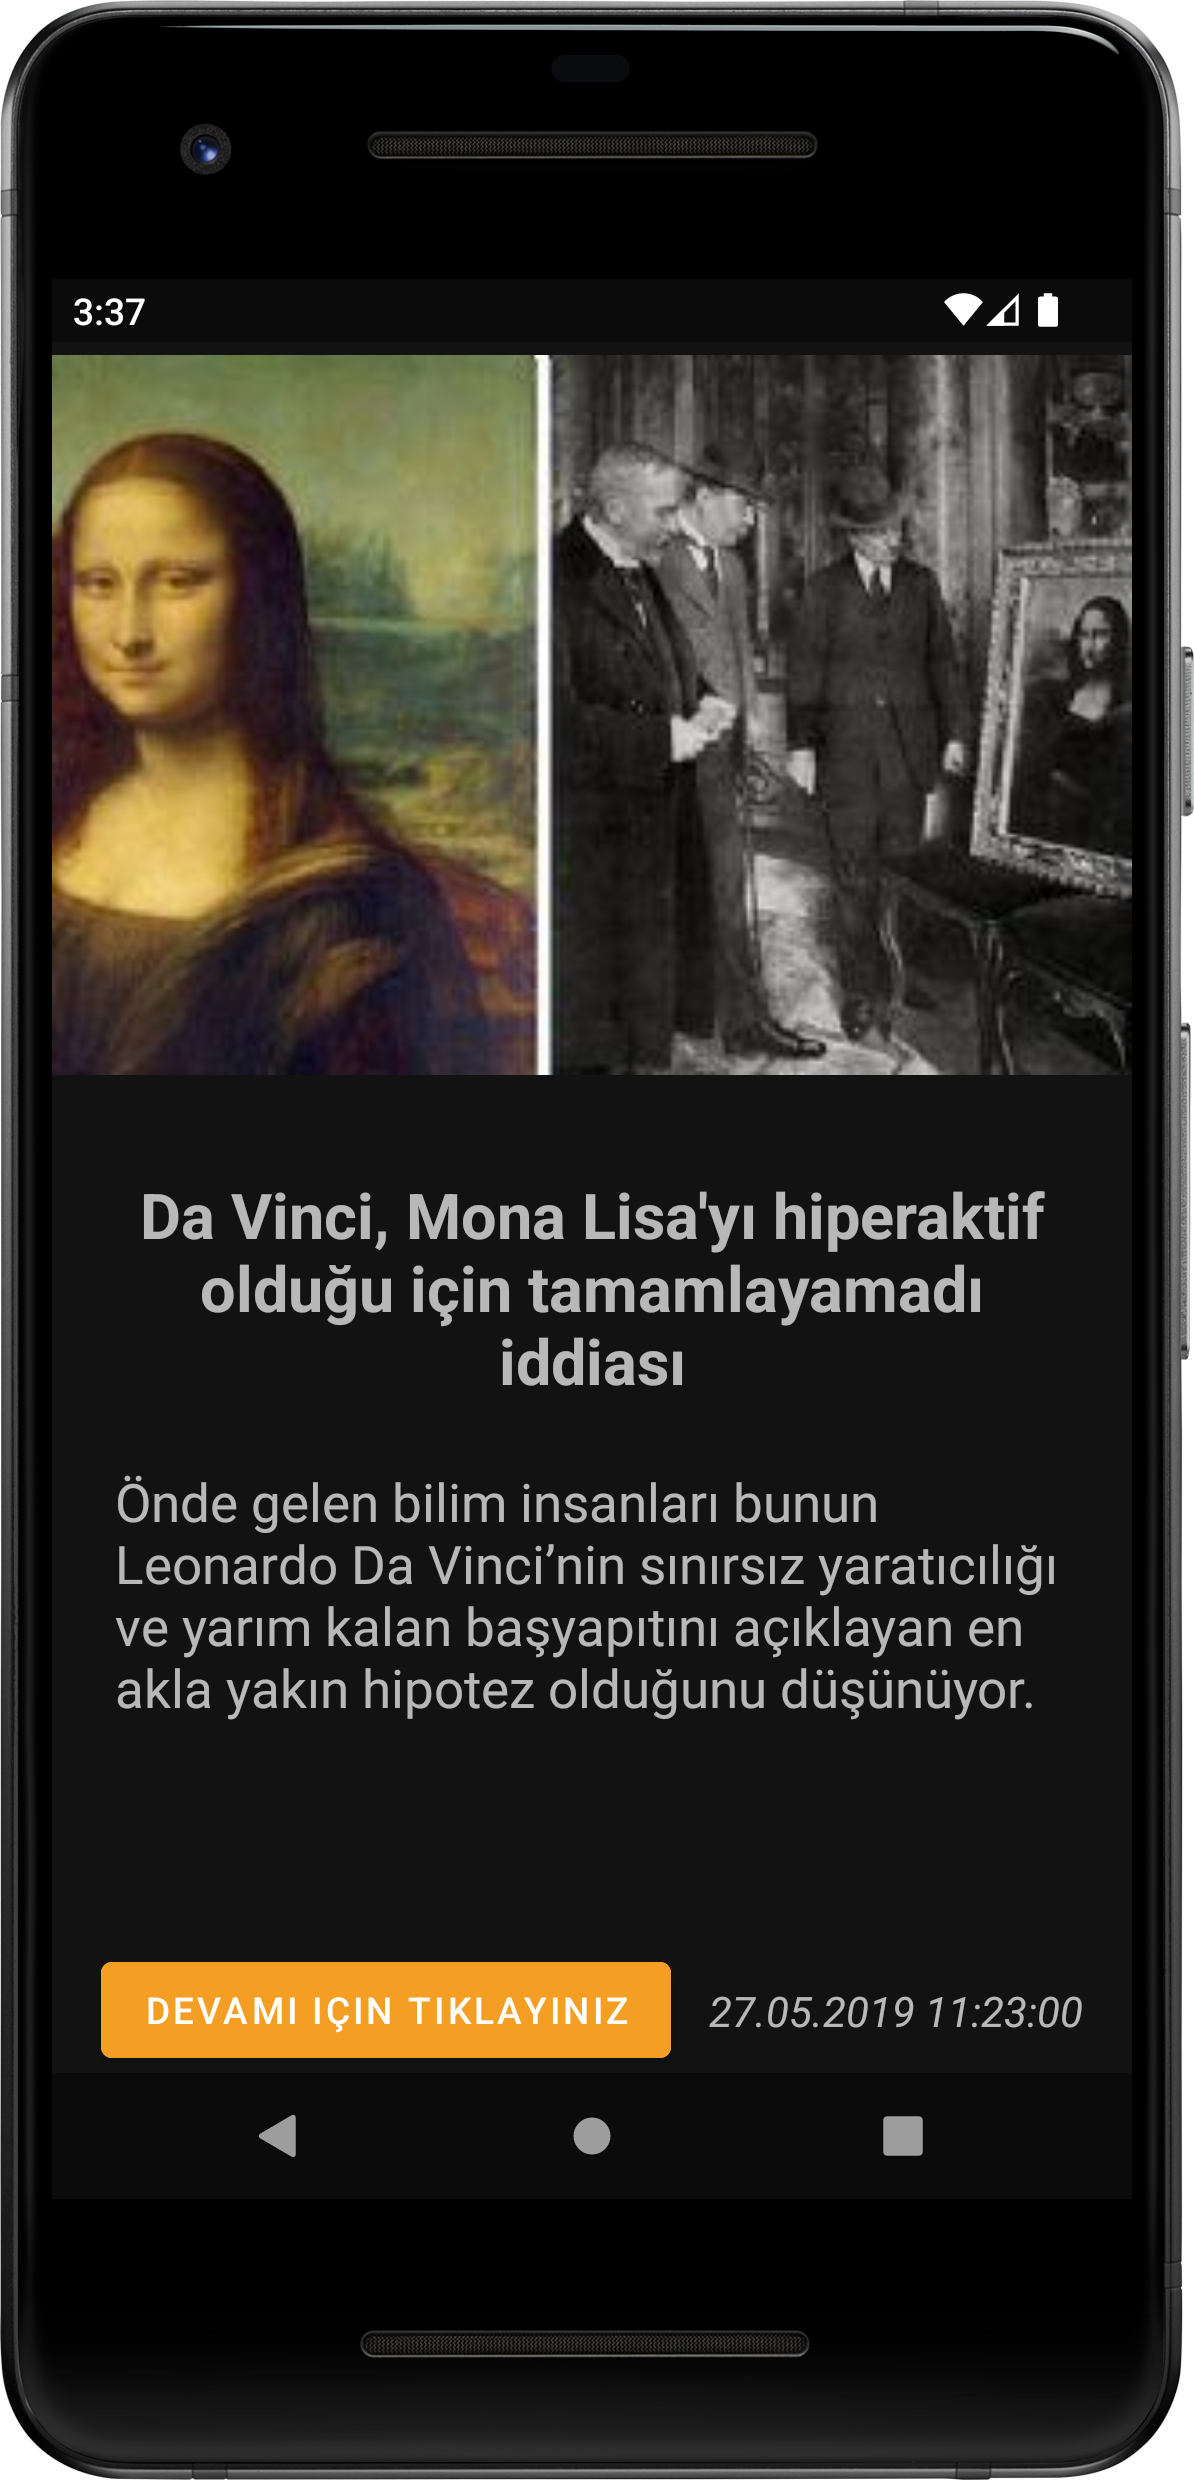 3:37
Da Vinci, Mona Lisa'yı hiperaktif
olduğu için tamamlayamadı
iddiası
Önde gelen bilim insanları bunun
Leonardo Da Vinci’nin sınırsız yaratıcılığı
ve yarım kalan başyapıtını açıklayan en
akla yakın hipotez olduğunu düşünüyor.
DEVAMI IÇIN TIKLAYINIZ
27.05.2019 11:23:00